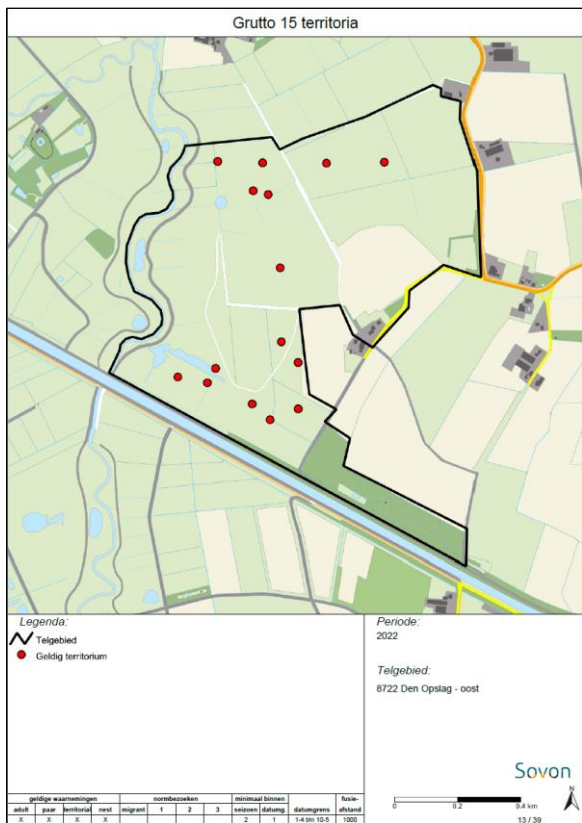 Grutto 15 territoria
Legenda:
Telgebied
Geldig territorium
Periode:
2022
Telgebied:
8722 Den Opslag - oost
Sovon
N
0 0.2 0.4 km
13 / 39
geldige waarnemingen normbezoeken minimaal binnen fusie-
adult paar territorial nest migrant 1 2 3 seizoen datumg. datumgrens afstand
X X X X 2 1 1-4 t/m 10-5 1000